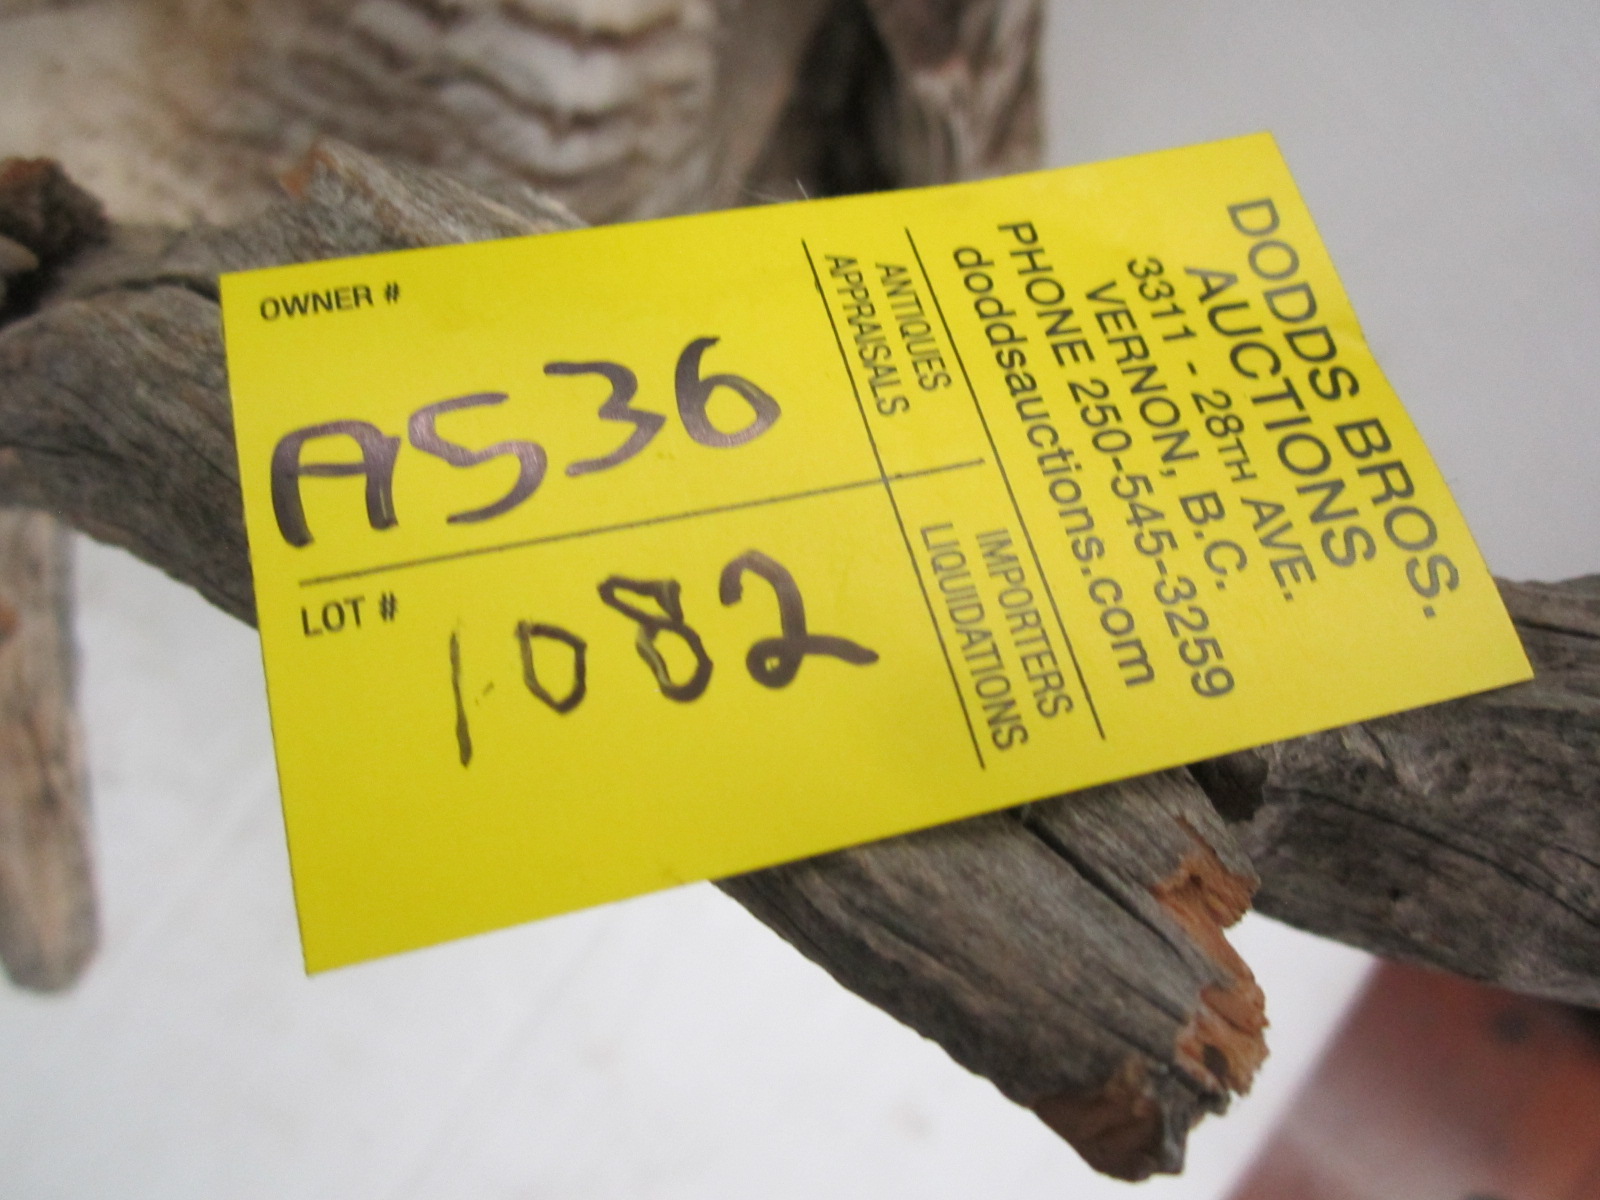 DODDS BROS.
AUCTIONS
3311 - 28TH AVE.
VERNON, B.C.
PHONE 250-545-3259
doddsauctions.com
ANTIQUES
APPRAISALS
IMPORTERS
LIQUIDATIONS
OWNER #
A536
LOT #
1082